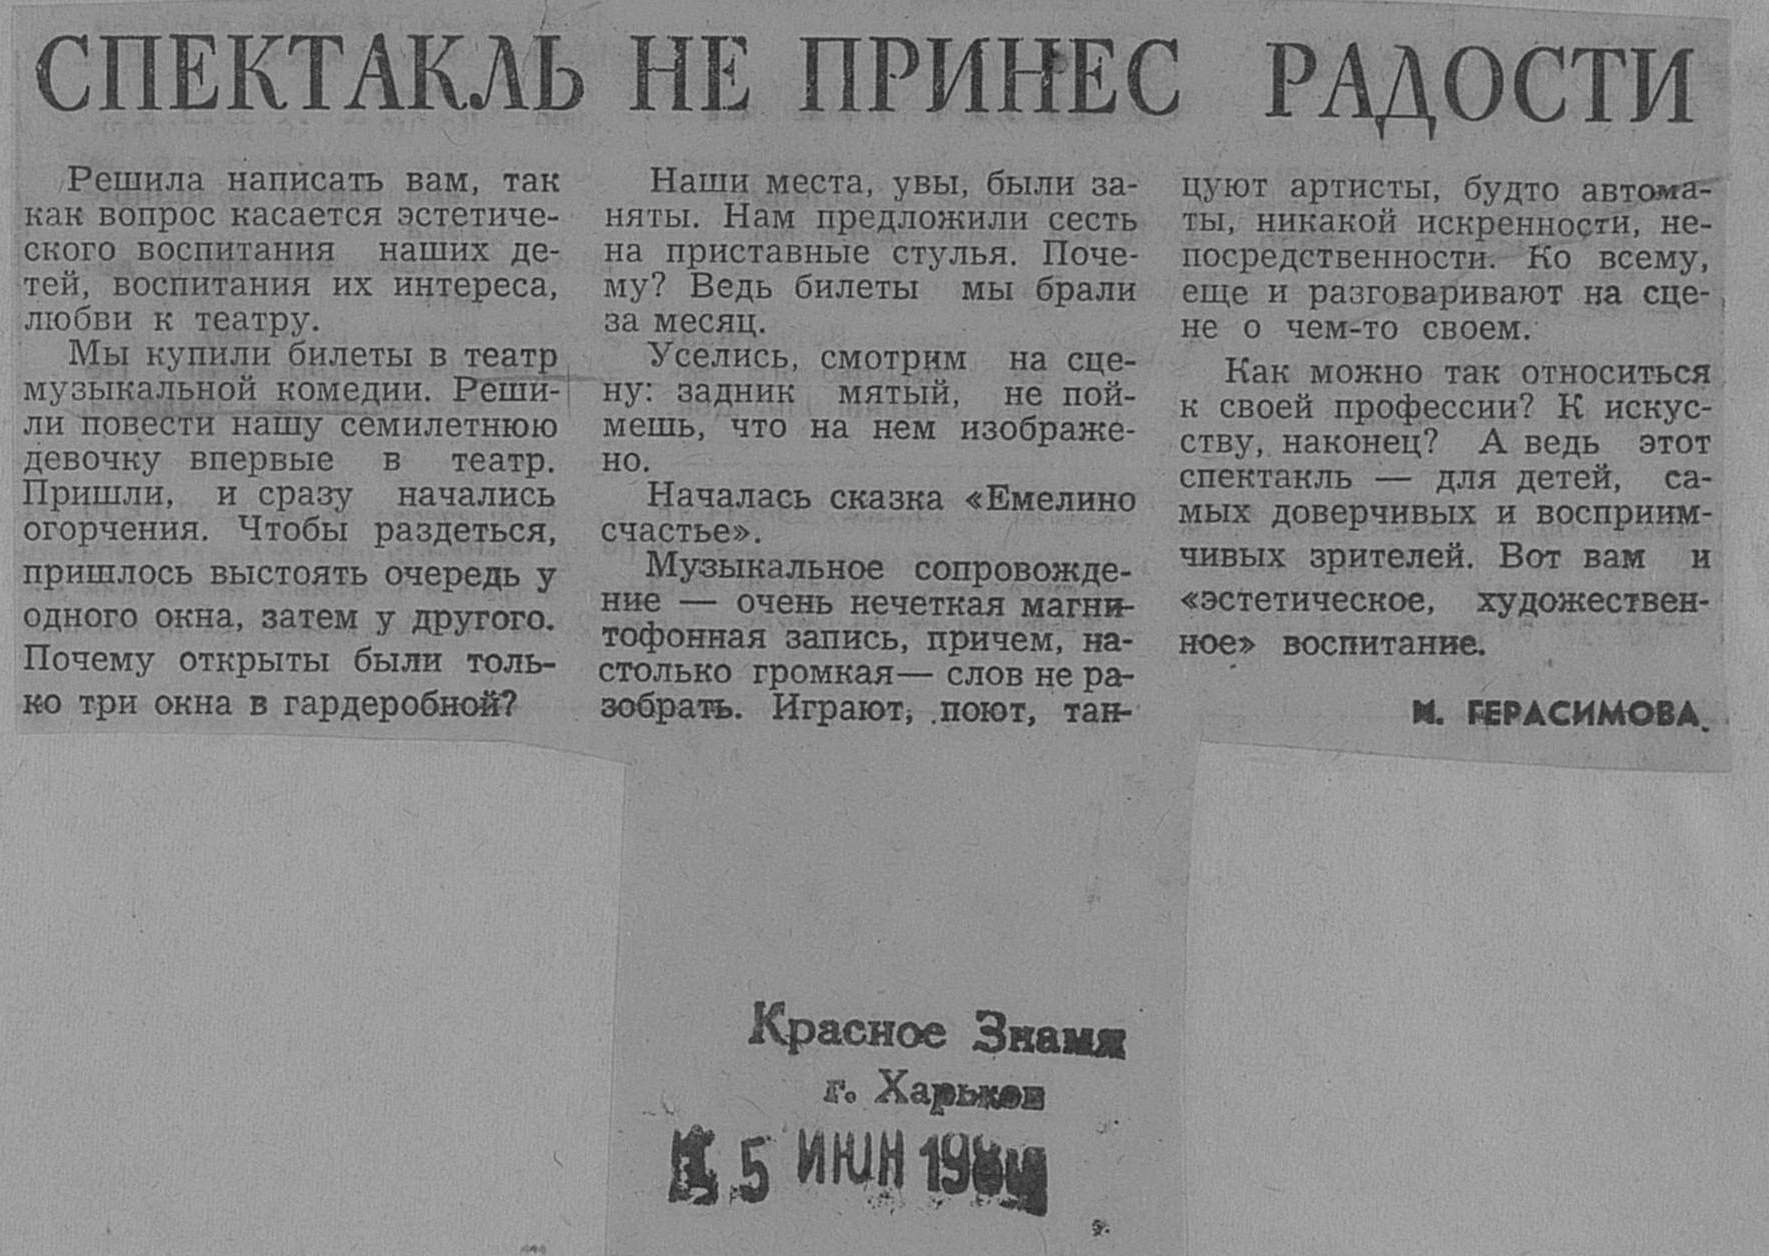 СПЕКТАКЛЬ НЕ ПРИНЕС РАДОСТИ
Решила написать вам, так
как вопрос касается эстетиче-
ского воспитания наших де-
тей, воспитания их интереса,
любви к театру.
Мы купили билеты в театр
музыкальной комедии. Реши-
ли повести нашу семилетнюю
девочку впервые в театр.
Пришли, и сразу начались
огорчения. Чтобы раздеться,
пришлось выстоять очередь у
одного окна, затем у другого.
Почему открыты были толь-
ко три окна в гардеробной?
Наши места, увы, были за-
няты. Нам предложили сесть
на приставные стулья. Поче-
му? Ведь билеты мы брали
за месяц.
Уселись, смотрим на сце-
ну: задник мятый, не пой-
мешь, что на нем изображе-
но.
Началась сказка «Емелино
счастье».
Музыкальное сопровожде-
ние — очень нечеткая магни-
тофонная запись, причем, на-
столько громкая— слов не ра-
зобрать. Играют, поют, тан-
цуют артисты, будто автома-
ты, никакой искренности, не-
посредственности. Ко всему,
еще и разговаривают на сце-
не о чем-то своем.
Как можно так относиться
к своей профессии? К искус-
ству, наконец? А ведь этот
спектакль — для детей, са-
мых доверчивых и восприим-
чивых зрителей. Вот вам и
«эстетическое, художествен-
ное» воспитание.
И. ГЕРАСИМОВА.
Красное Знамя
г. Харьков
5 ИЮН